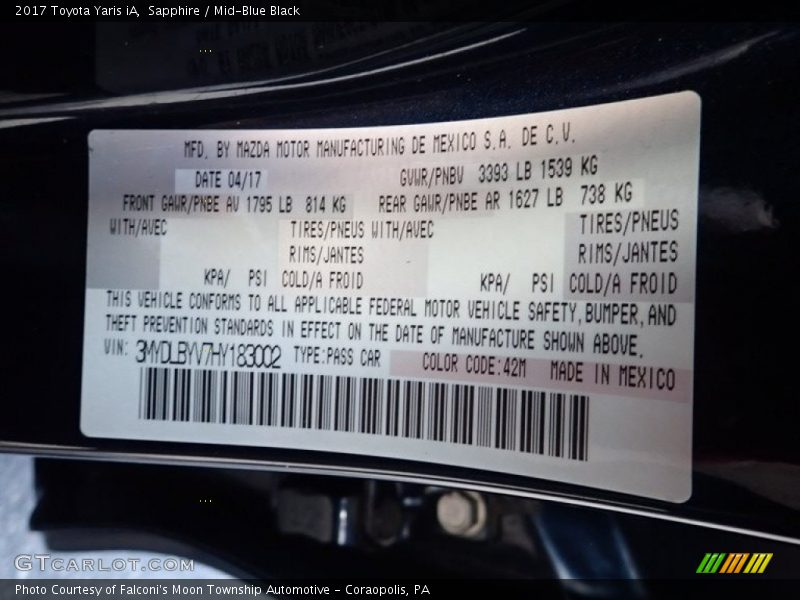 2017 Toyota Yaris iA, Sapphire / Mid-Blue Black
MFD. BY MAZDA MOTOR MANUFACTURING DE MEXICO S.A. DE C.V.
DATE 04/17 GVWR/PNBV 3393 LB 1539 KG
FRONT GAWR/PNBE AV 1795 LB 814 KG REAR GAWR/PNBE AR 1627 LB 738 KG
WITH/AVEC TIRES/PNEUS WITH/AVEC TIRES/PNEUS
RIMS/JANTES RIMS/JANTES
KPA/ PSI COLD/A FROID KPA/ PSI COLD/A FROID
THIS VEHICLE CONFORMS TO ALL APPLICABLE FEDERAL MOTOR VEHICLE SAFETY, BUMPER, AND
THEFT PREVENTION STANDARDS IN EFFECT ON THE DATE OF MANUFACTURE SHOWN ABOVE.
VIN: 3MYDLBYV7HY183002 TYPE:PASS CAR COLOR CODE:42M MADE IN MEXICO
GTCARLOT.COM
Photo Courtesy of Falconi's Moon Township Automotive - Coraopolis, PA